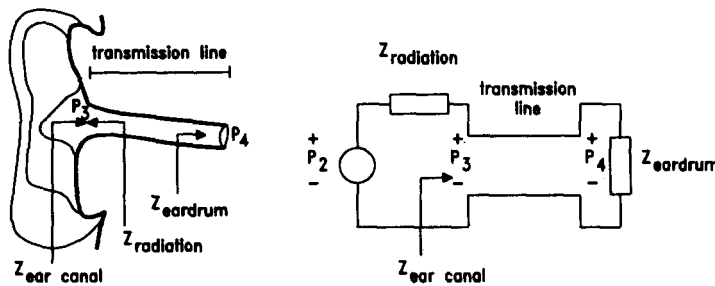 transmission line
P3
P4
Zeardrum
Zradiation
Zear canal
Zradiation
transmission
line
+
P2
-
+
P3
-
+
P4
-
Zeardrum
Zear canal